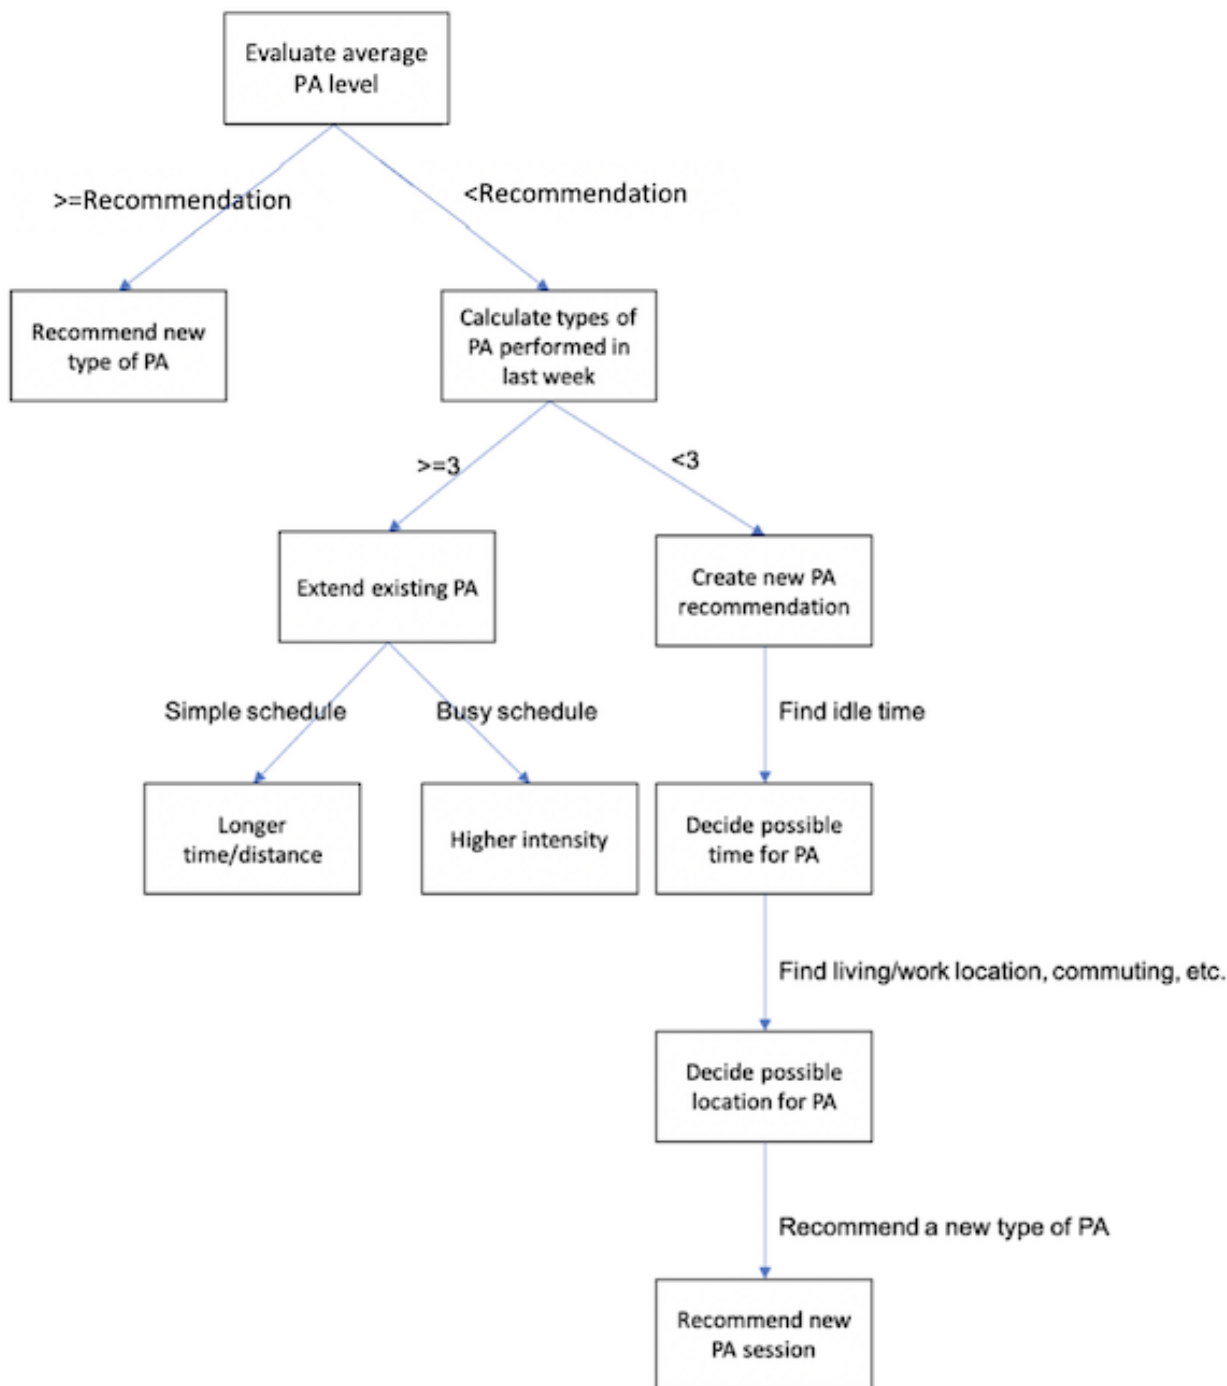 Evaluate average
PA level
>=Recommendation
<Recommendation
Recommend new
type of PA
Calculate types of
PA performed in
last week
>=3
<3
Extend existing PA
Create new PA
recommendation
Simple schedule
Busy schedule
Find idle time
Longer
time/distance
Higher intensity
Decide possible
time for PA
Find living/work location, commuting, etc.
Decide possible
location for PA
Recommend a new type of PA
Recommend new
PA session